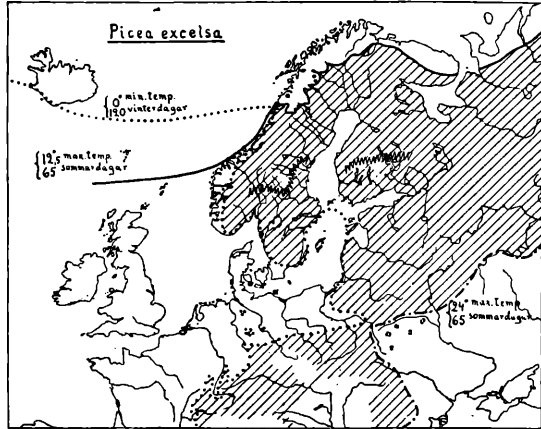 Picea excelsa
0° min. temp.
120 vinterdagar
12°,5 max. temp.
65 sommardagar
24° max. temp.
65 sommardagar